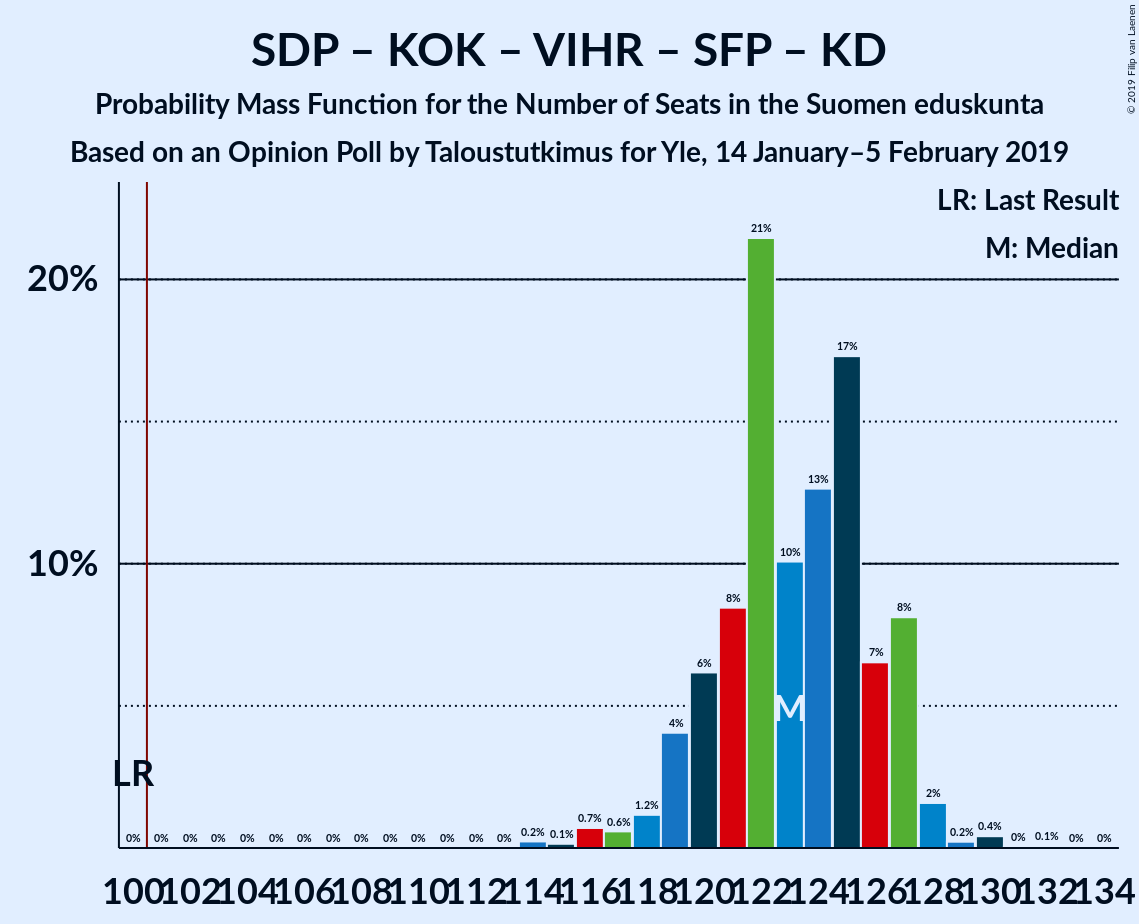 SDP – KOK – VIHR – SFP – KD
Probability Mass Function for the Number of Seats in the Suomen eduskunta
Based on an Opinion Poll by Taloustutkimus for Yle, 14 January–5 February 2019
© 2019 Filip van Laenen
LR: Last Result
M: Median
20%
10%
LR
M
0% 0% 0% 0% 0% 0% 0% 0% 0% 0% 0% 0% 0% 0% 0.2% 0.1% 0.7% 0.6% 1.2% 4% 6% 8% 21% 10% 13% 17% 7% 8% 2% 0.2% 0.4% 0% 0.1% 0% 0%
100 102 104 106 108 110 112 114 116 118 120 122 124 126 128 130 132 134